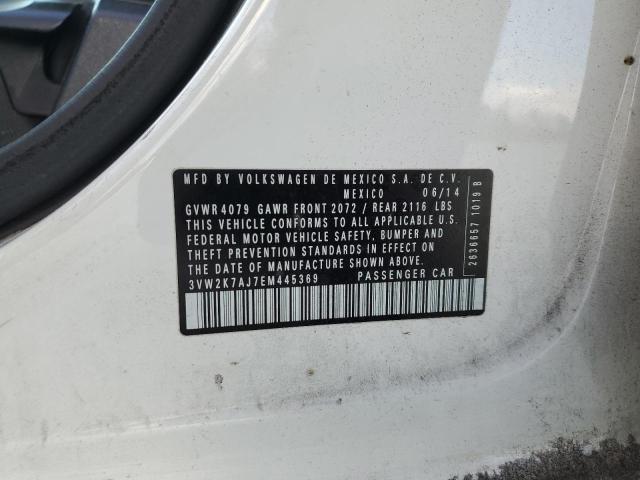 MFD BY VOLKSWAGEN DE MEXICO S.A. DE C.V.
MEXICO 06/14
GVWR 4079 GAWR FRONT 2072 / REAR 2116 LBS
THIS VEHICLE CONFORMS TO ALL APPLICABLE U.S.
FEDERAL MOTOR VEHICLE SAFETY, BUMPER AND
THEFT PREVENTION STANDARDS IN EFFECT ON
THE DATE OF MANUFACTURE SHOWN ABOVE.
3VW2K7AJ7EM445369 PASSENGER CAR
2636657 1019 B